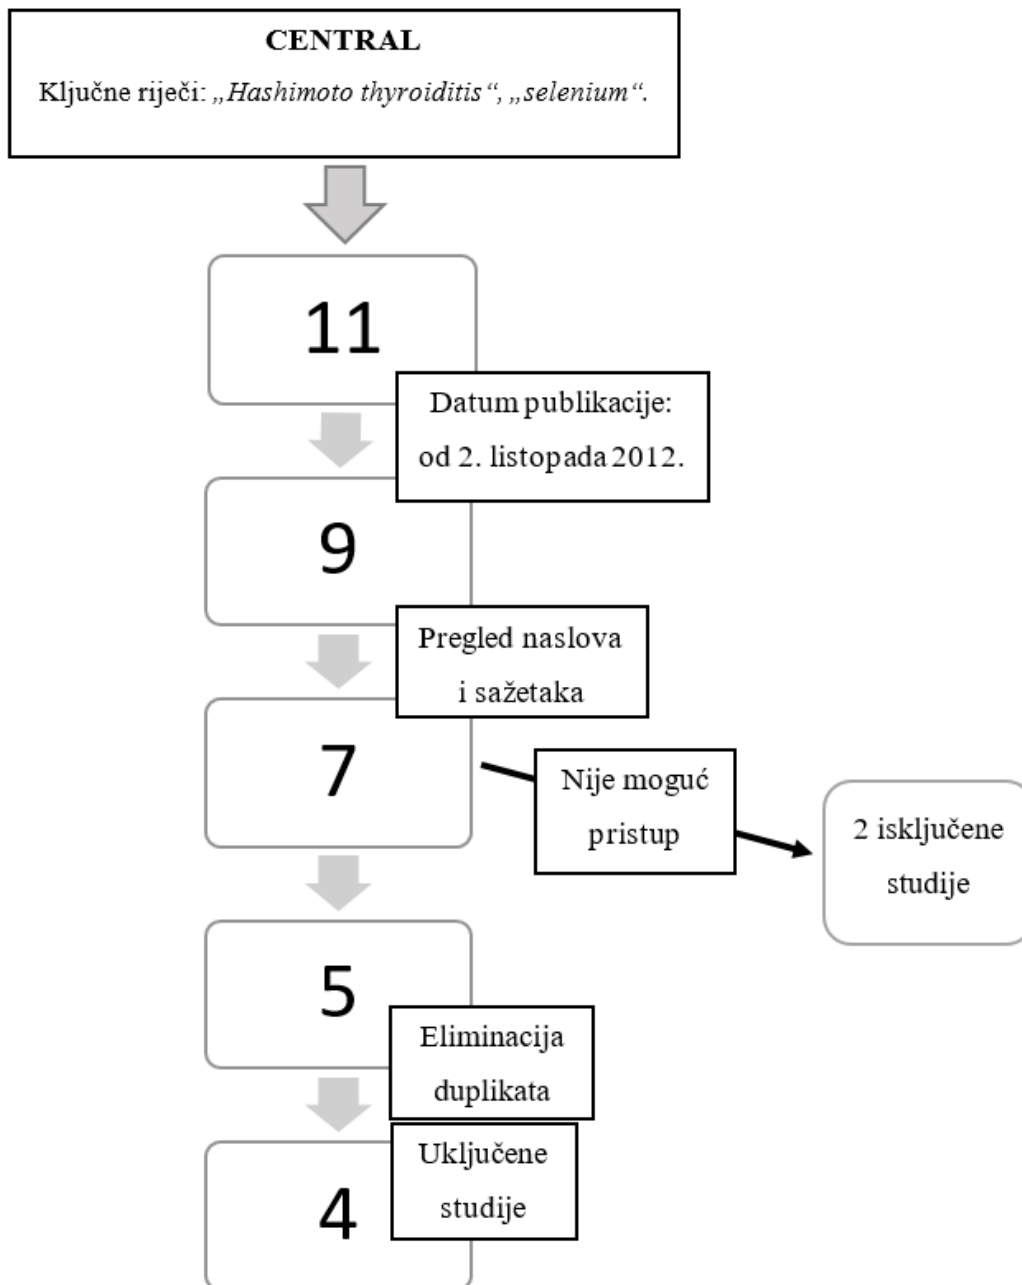 CENTRAL
Ključne riječi: „Hashimoto thyroiditis“, „selenium“.
11
Datum publikacije:
od 2. listopada 2012.
9
Pregled naslova
i sažetaka
7
Nije moguć
pristup
2 isključene
studije
5
Eliminacija
duplikata
Uključene
studije
4